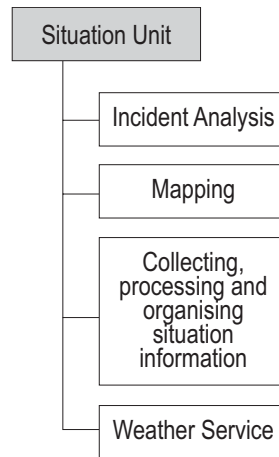 Situation Unit
Incident Analysis
Mapping
Collecting,
processing and
organising
situation
information
Weather Service